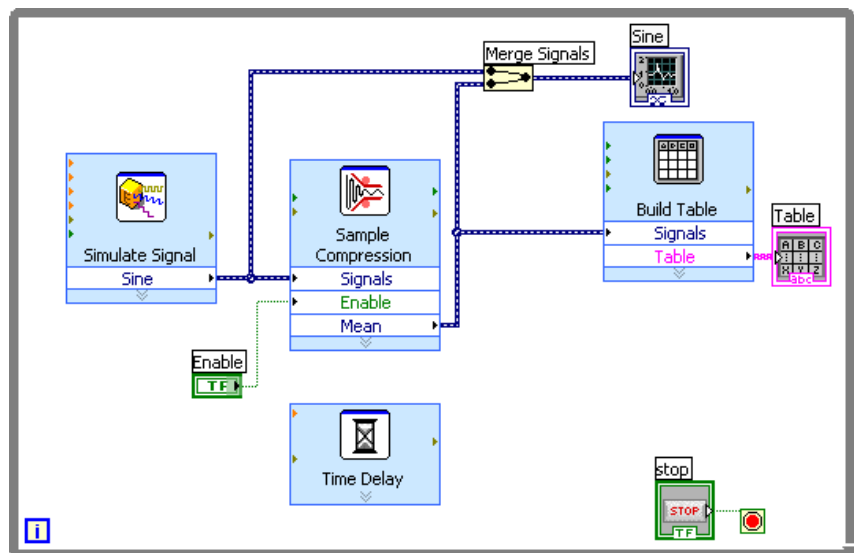 Sine
Merge Signals
Simulate Signal
Sine
Sample
Compression
Signals
Enable
Mean
A B C D
Build Table
Signals
Table
Table
A B C
X Y Z
abc
Enable
TF
Time Delay
stop
STOP
TF
i